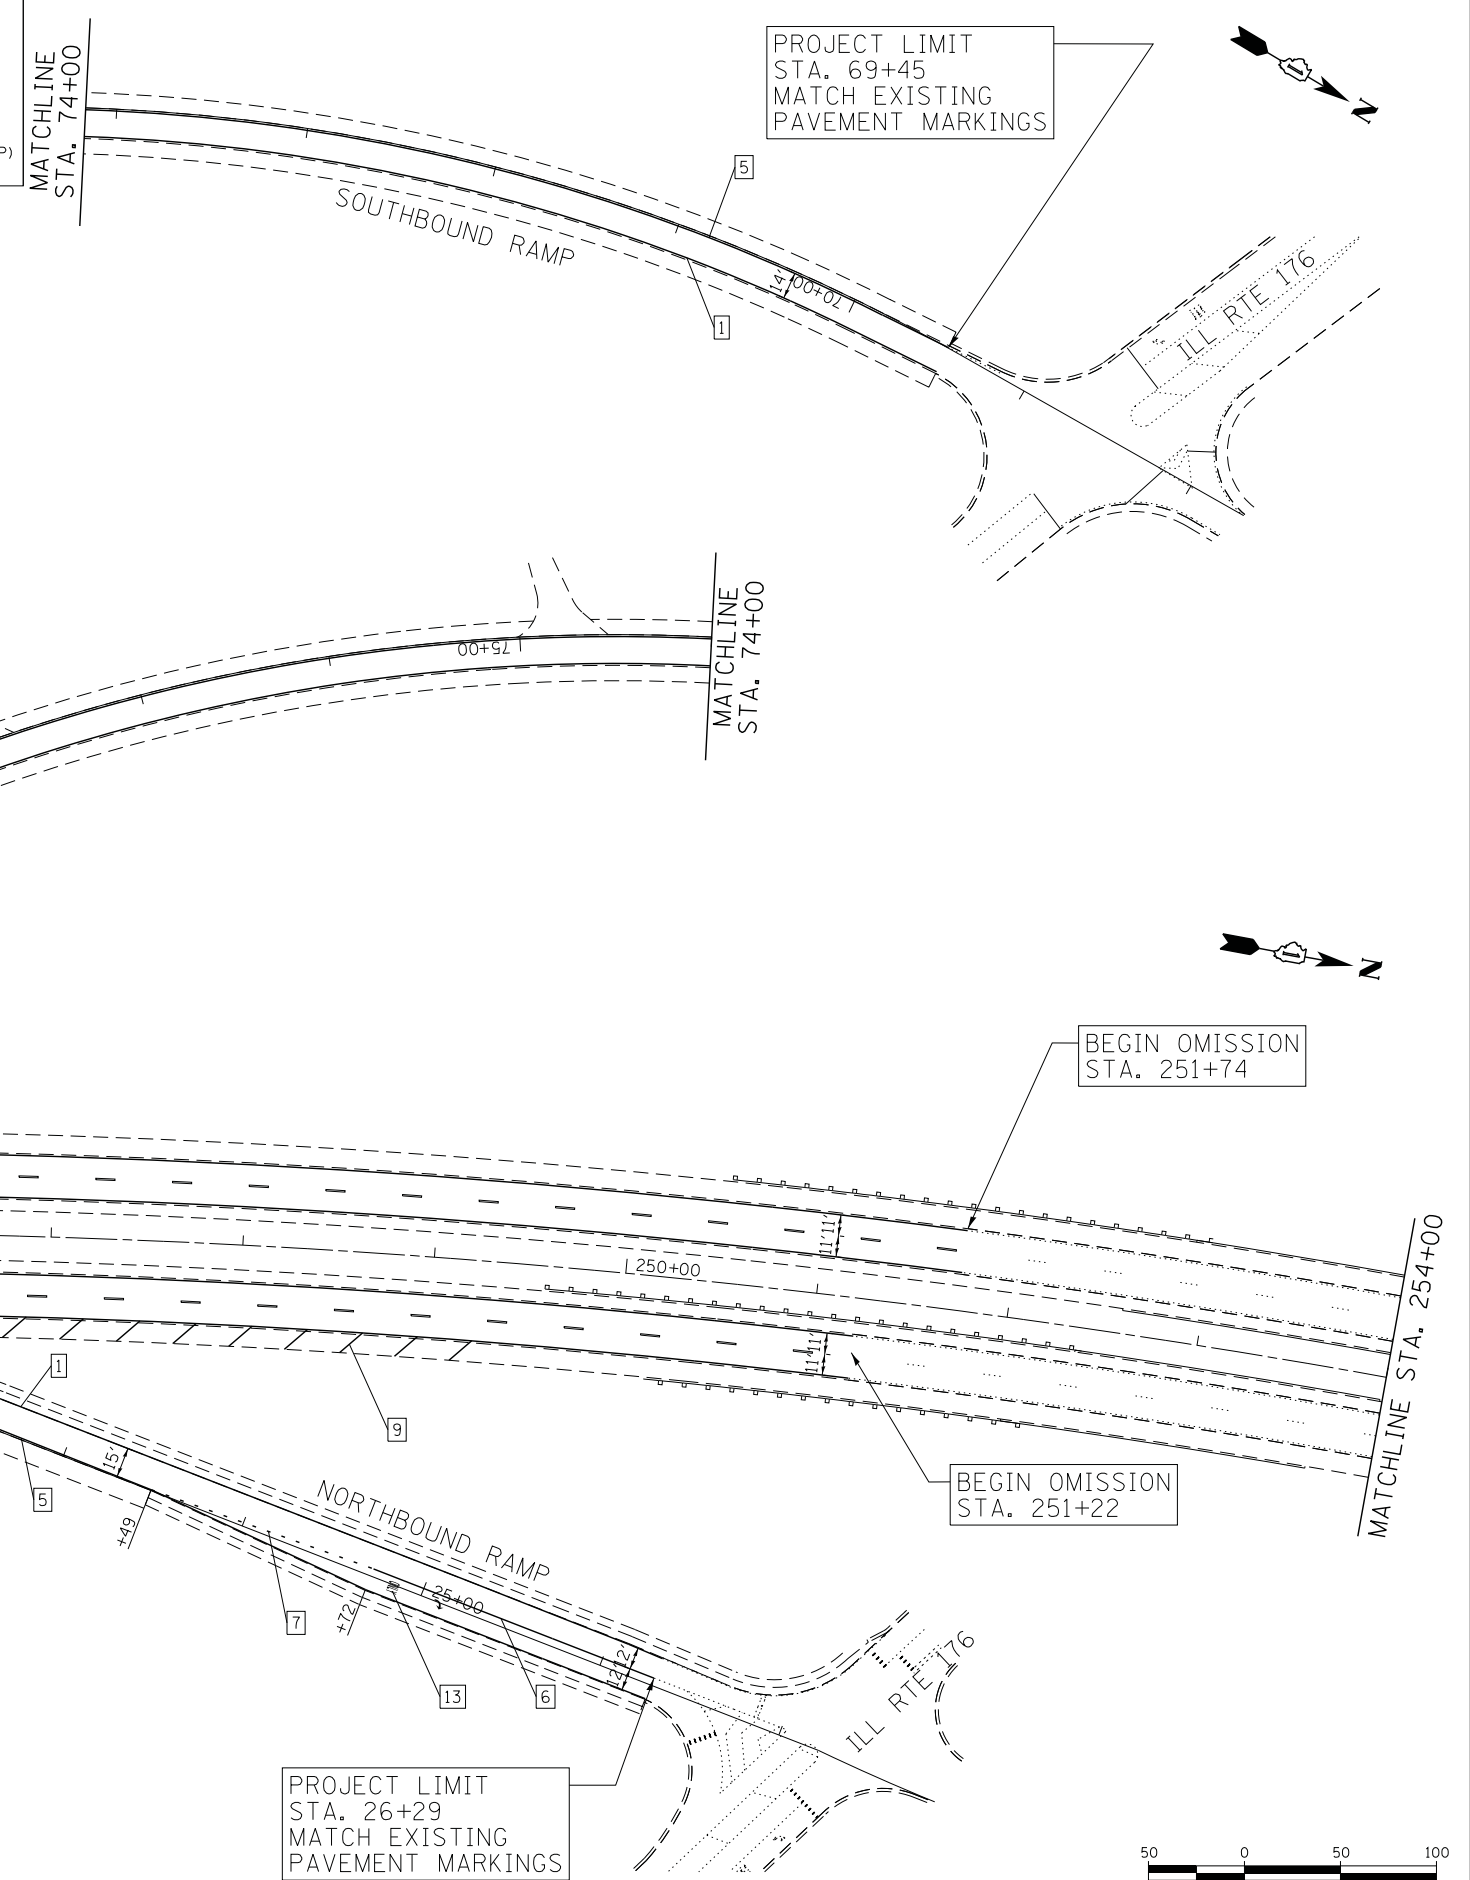 MATCHLINE
STA. 74+00
PROJECT LIMIT
STA. 69+45
MATCH EXISTING
PAVEMENT MARKINGS
N
5
SOUTHBOUND RAMP
14'
70+00
1
ILL RTE 176
75+00
MATCHLINE
STA. 74+00
N
BEGIN OMISSION
STA. 251+74
11'
11'
250+00
11'
11'
MATCHLINE STA. 254+00
1
9
15'
5
BEGIN OMISSION
STA. 251+22
NORTHBOUND RAMP
+49
7
+72
25+00
12'
12'
13
6
ILL RTE 176
PROJECT LIMIT
STA. 26+29
MATCH EXISTING
PAVEMENT MARKINGS
50 0 50 100